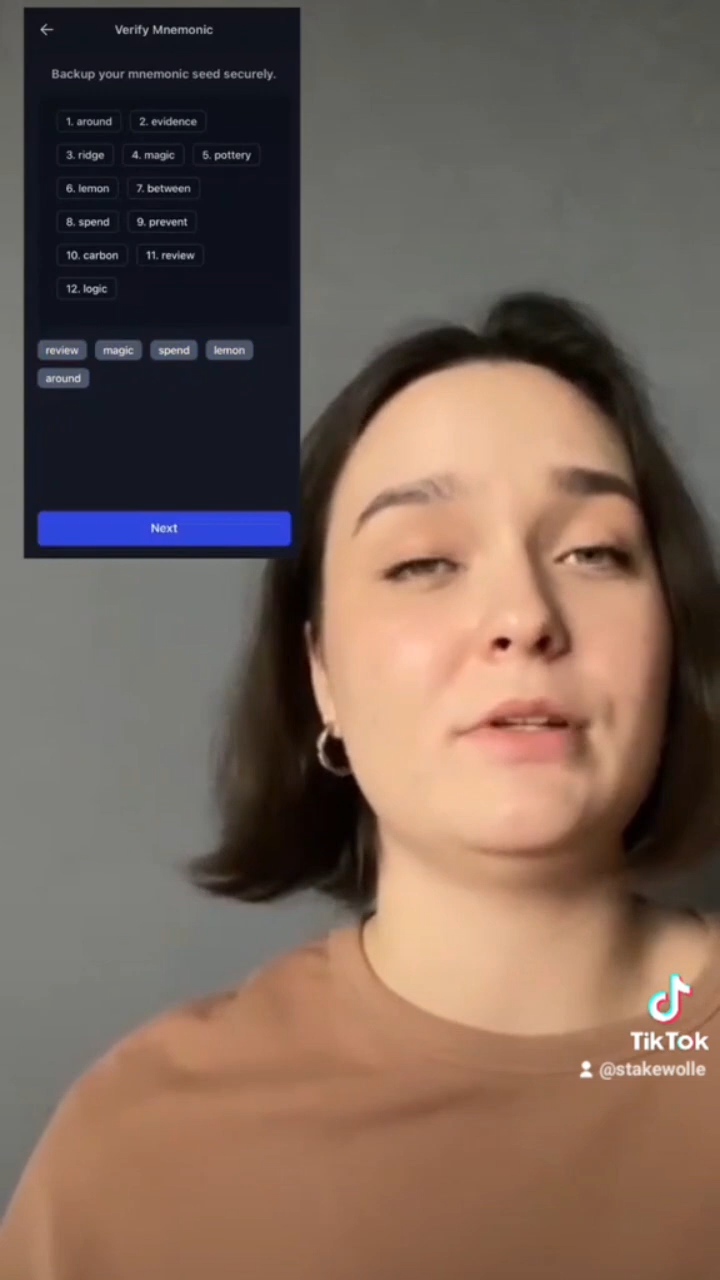 Verify Mnemonic
Backup your mnemonic seed securely.
1. around 2. evidence
3. ridge 4. magic 5. pottery
6. lemon 7. between
8. spend 9. prevent
10. carbon 11. review
12. logic
review magic spend lemon
around
Next
TikTok
@stakewolle